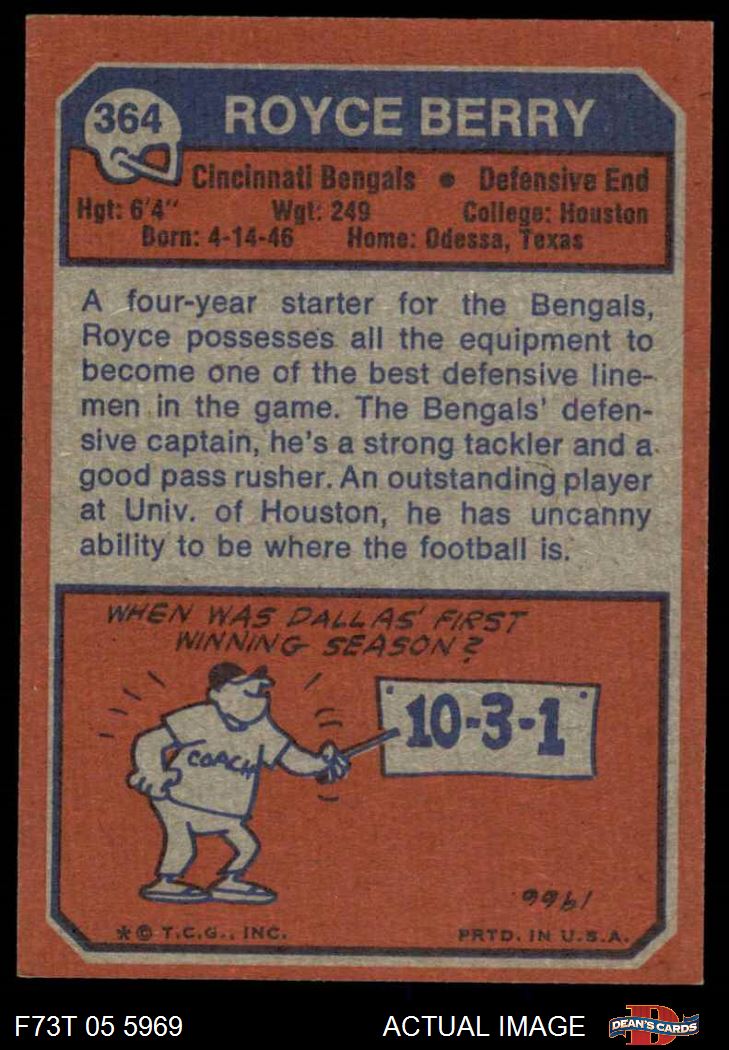 364
ROYCE BERRY
Cincinnati Bengals • Defensive End
Hgt: 6'4" Wgt: 249 College: Houston
Born: 4-14-46 Home: Odessa, Texas
A four-year starter for the Bengals,
Royce possesses all the equipment to
become one of the best defensive line-
men in the game. The Bengals' defen-
sive captain, he's a strong tackler and a
good pass rusher. An outstanding player
at Univ. of Houston, he has uncanny
ability to be where the football is.
WHEN WAS DALLAS' FIRST
WINNING SEASON?
10-3-1
COACH
1966
*© T.C.G., INC. PRTD. IN U.S.A.
F73T 05 5969 ACTUAL IMAGE D DEAN'S CARDS